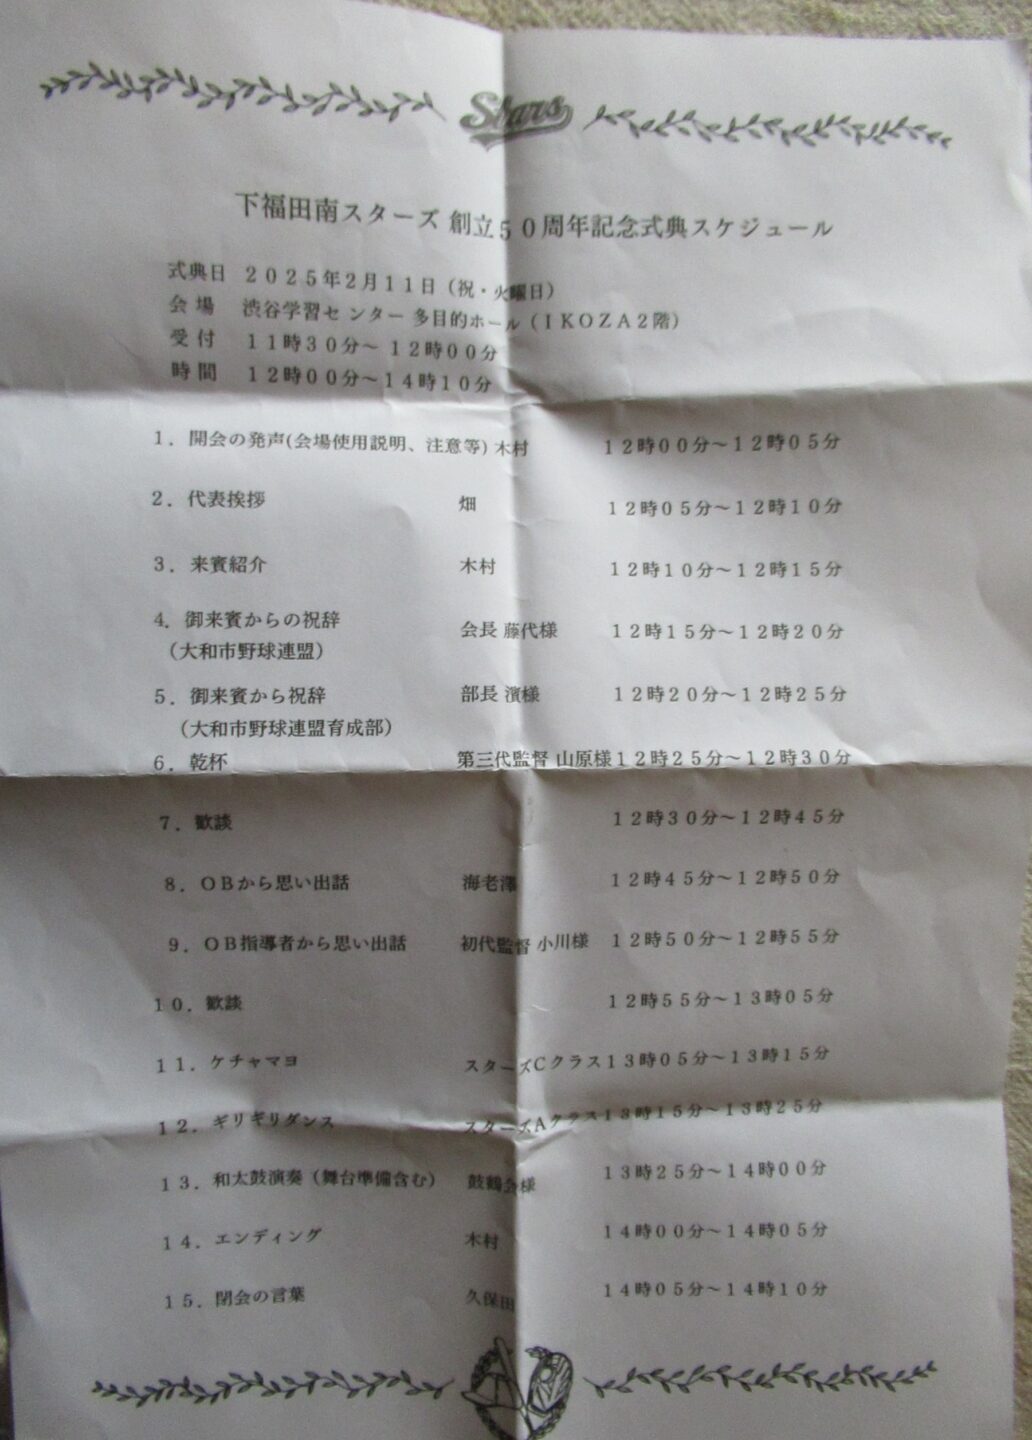 Stars
下福田南スターズ 創立５０周年記念式典スケジュール
式典日 ２０２５年２月１１日（祝・火曜日）
会 場 渋谷学習センター 多目的ホール（ＩＫＯＺＡ２階）
受 付 １１時３０分～１２時００分
時 間 １２時００分～１４時１０分
１．開会の発声(会場使用説明、注意等) 木村 １２時００分～１２時０５分
２．代表挨拶 畑 １２時０５分～１２時１０分
３．来賓紹介 木村 １２時１０分～１２時１５分
４．御来賓からの祝辞 会長 藤代様 １２時１５分～１２時２０分
（大和市野球連盟）
５．御来賓から祝辞 部長 濱様 １２時２０分～１２時２５分
（大和市野球連盟育成部）
６．乾杯 第三代監督 山原様１２時２５分～１２時３０分
７．歓談 １２時３０分～１２時４５分
８．ＯＢから思い出話 海老澤 １２時４５分～１２時５０分
９．ＯＢ指導者から思い出話 初代監督 小川様 １２時５０分～１２時５５分
１０．歓談 １２時５５分～１３時０５分
１１．ケチャマヨ スターズCクラス１３時０５分～１３時１５分
１２．ギリギリダンス スターズAクラス１３時１５分～１３時２５分
１３．和太鼓演奏（舞台準備含む） 鼓鶴会様 １３時２５分～１４時００分
１４．エンディング 木村 １４時００分～１４時０５分
１５．閉会の言葉 久保田 １４時０５分～１４時１０分